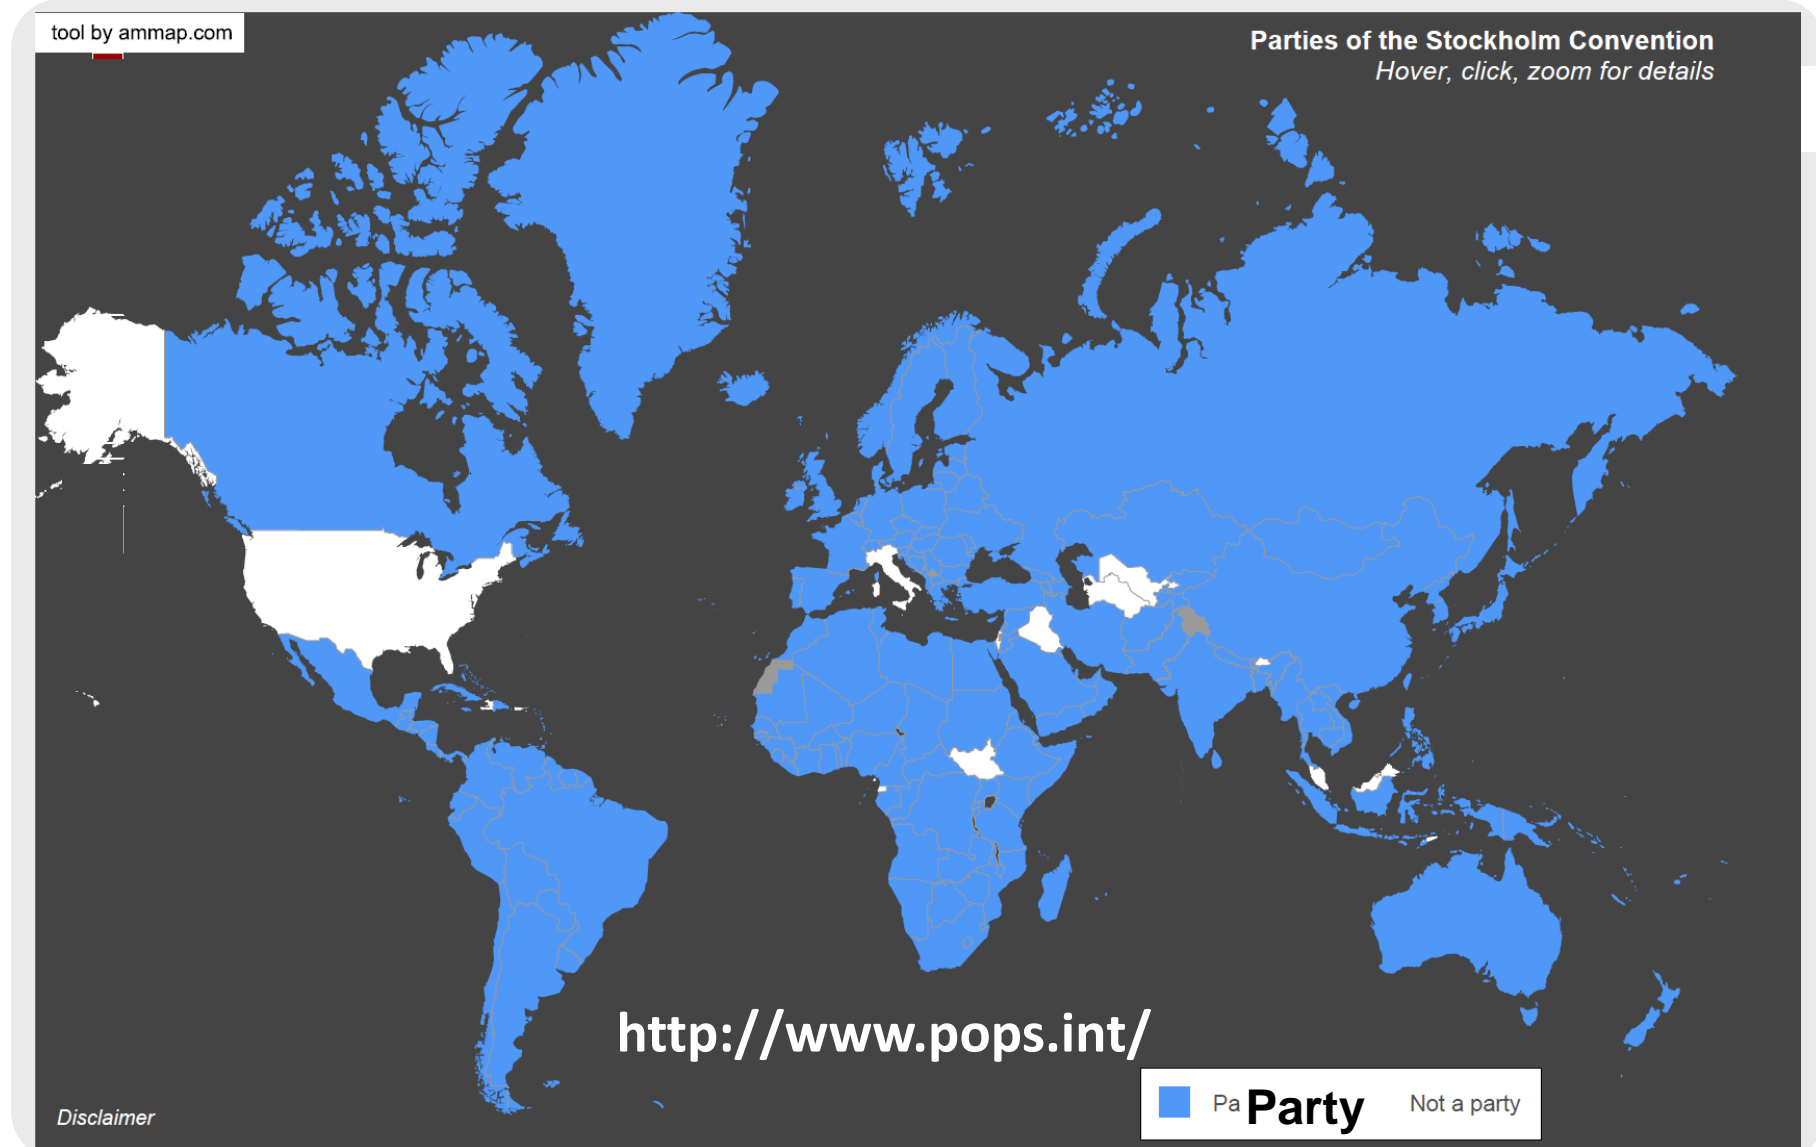 tool by ammap.com
Parties of the Stockholm Convention
Hover, click, zoom for details
http://www.pops.int/
Pa Party Not a party
Disclaimer